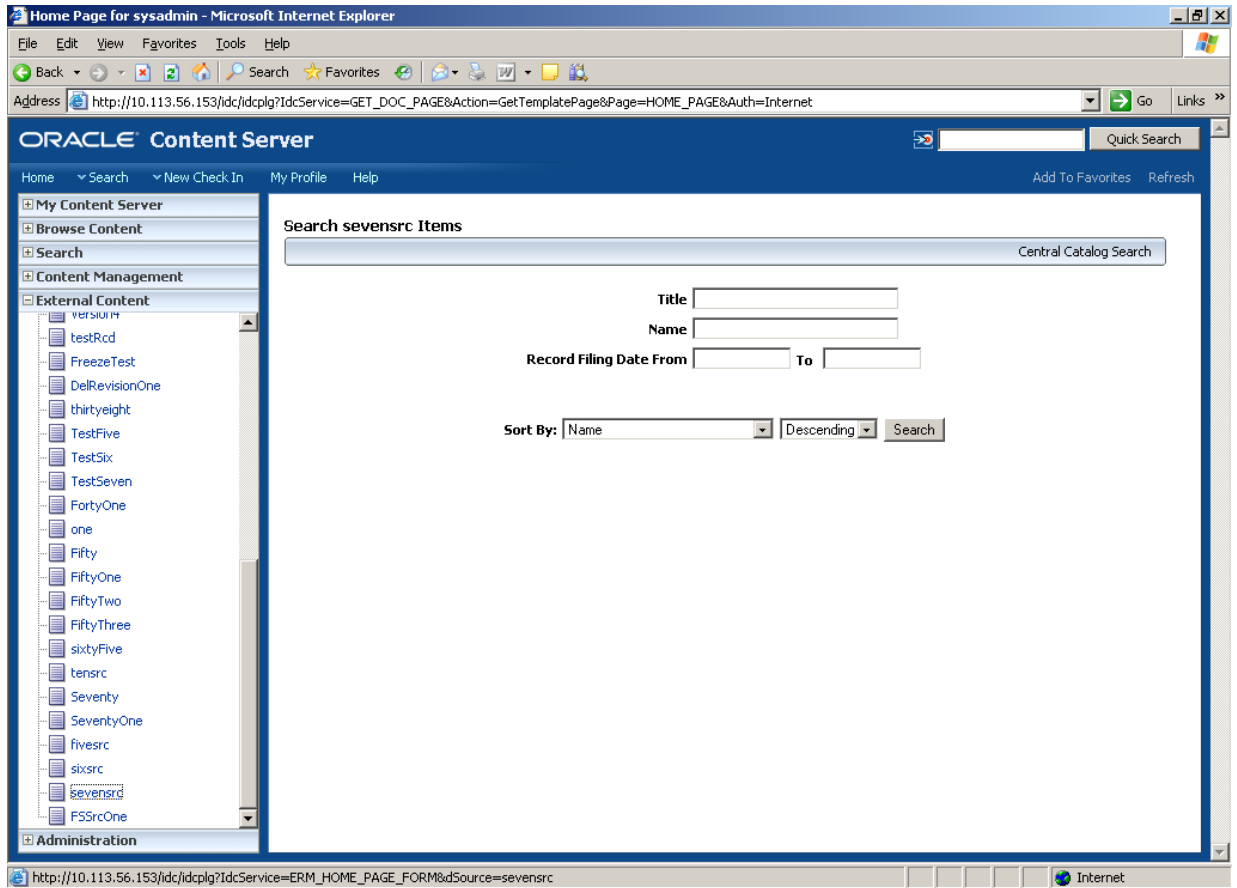 Home Page for sysadmin - Microsoft Internet Explorer
File Edit View Favorites Tools Help
Back Search Favorites
Address http://10.113.56.153/idc/idcplg?IdcService=GET_DOC_PAGE&Action=GetTemplatePage&Page=HOME_PAGE&Auth=Internet Go Links »
ORACLE Content Server Quick Search
Home Search New Check In My Profile Help Add To Favorites Refresh
My Content Server
Browse Content
Search
Content Management
External Content
version4
testRcd
FreezeTest
DelRevisionOne
thirtyeight
TestFive
TestSix
TestSeven
FortyOne
one
Fifty
FiftyOne
FiftyTwo
FiftyThree
sixtyFive
tensrc
Seventy
SeventyOne
fivesrc
sixsrc
sevensrc
FSSrcOne
Administration
Search sevensrc Items
Central Catalog Search
Title
Name
Record Filing Date From To
Sort By: Name Descending Search
http://10.113.56.153/idc/idcplg?IdcService=ERM_HOME_PAGE_FORM&dSource=sevensrc Internet